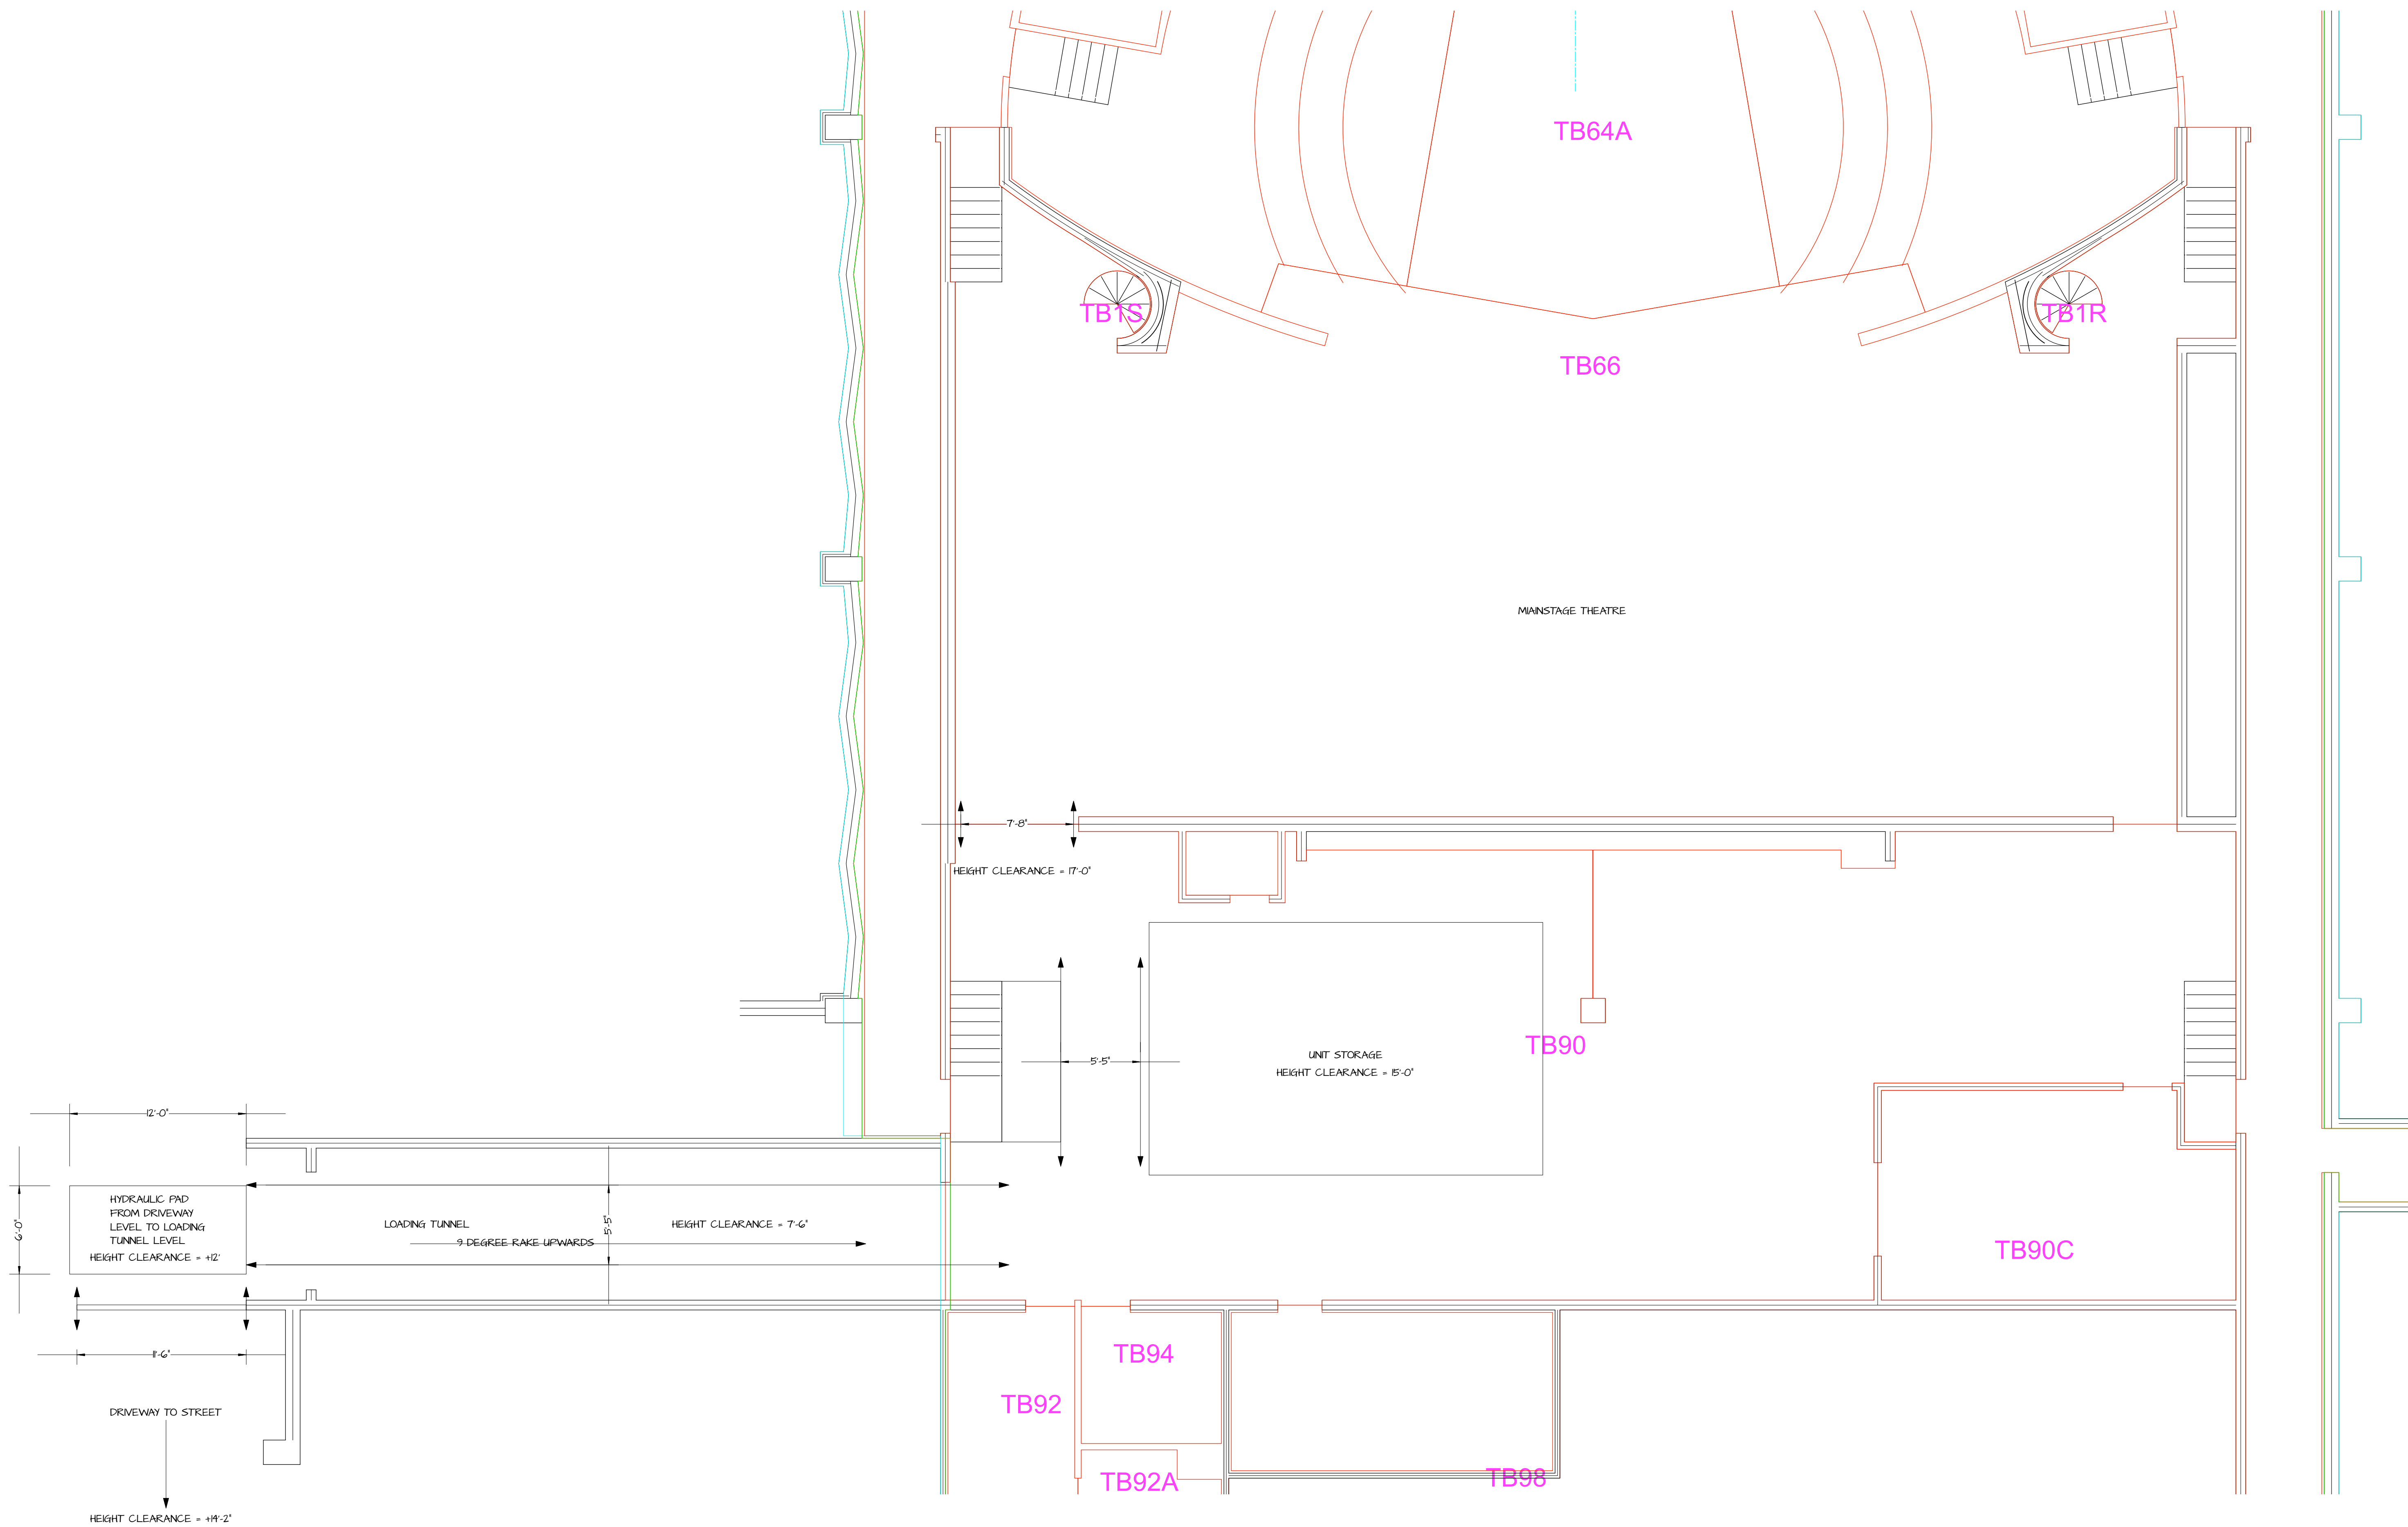 TB64A
TB1S
TB1R
TB66
MIAINSTAGE THEATRE
7'-8"
HEIGHT CLEARANCE = 17'-0"
TB90
5'-5"
UNIT STORAGE
HEIGHT CLEARANCE = 15'-0"
12'-0"
6'-0"
HYDRAULIC PAD
FROM DRIVEWAY
LEVEL TO LOADING
TUNNEL LEVEL
HEIGHT CLEARANCE = +12'
LOADING TUNNEL
9 DEGREE RAKE UPWARDS
5'-5"
HEIGHT CLEARANCE = 7'-6"
TB90C
11'-6"
TB94
TB92
DRIVEWAY TO STREET
TB92A
TB98
HEIGHT CLEARANCE = +14'-2"